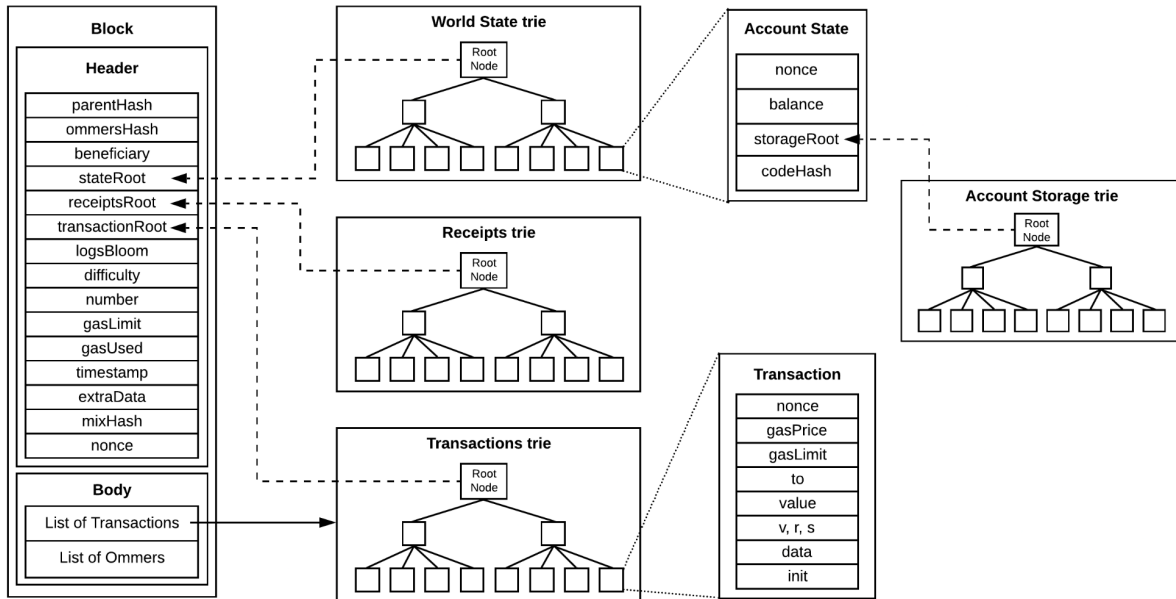 Block
Header
parentHash
ommersHash
beneficiary
stateRoot
receiptsRoot
transactionRoot
logsBloom
difficulty
number
gasLimit
gasUsed
timestamp
extraData
mixHash
nonce
Body
List of Transactions
List of Ommers
World State trie
Root
Node
Receipts trie
Root
Node
Transactions trie
Root
Node
Account State
nonce
balance
storageRoot
codeHash
Account Storage trie
Root
Node
Transaction
nonce
gasPrice
gasLimit
to
value
v, r, s
data
init